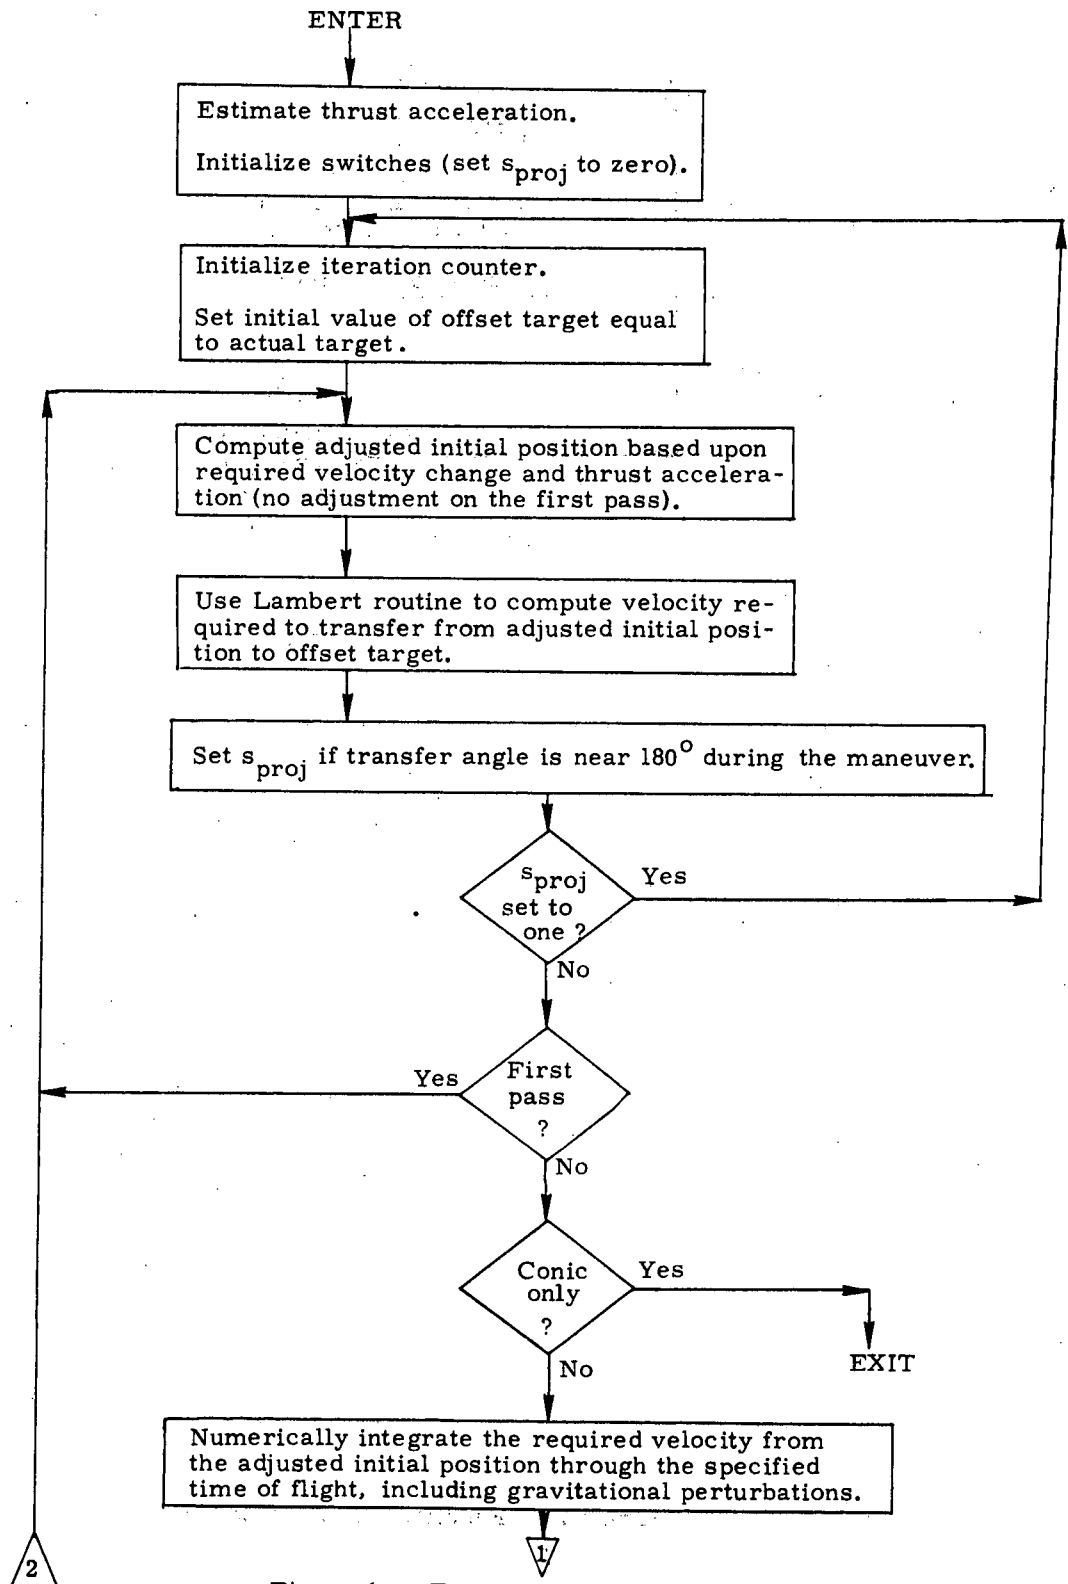 ENTER
Estimate thrust acceleration.
Initialize switches (set sproj to zero).
Initialize iteration counter.
Set initial value of offset target equal
to actual target.
Compute adjusted initial position based upon
required velocity change and thrust accelera-
tion (no adjustment on the first pass).
Use Lambert routine to compute velocity re-
quired to transfer from adjusted initial posi-
tion to offset target.
Set sproj if transfer angle is near 180° during the maneuver.
sproj
set to
one ?
Yes
No
First
pass
?
Yes
No
Conic
only
?
Yes
EXIT
No
Numerically integrate the required velocity from
the adjusted initial position through the specified
time of flight, including gravitational perturbations.
1
2